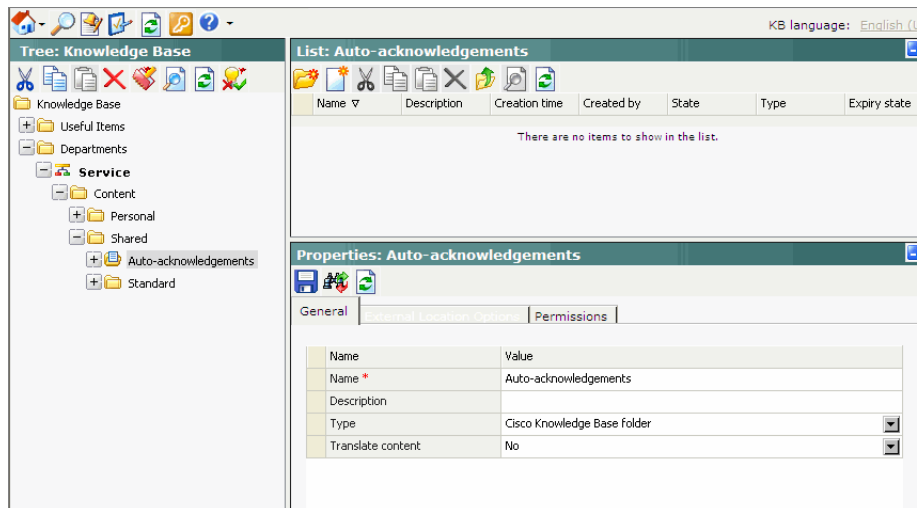 KB language: English (U
Tree: Knowledge Base
Knowledge Base
Useful Items
Departments
Service
Content
Personal
Shared
Auto-acknowledgements
Standard
List: Auto-acknowledgements
Name Description Creation time Created by State Type Expiry state
There are no items to show in the list.
Properties: Auto-acknowledgements
General External Location Options Permissions
Name Value
Name * Auto-acknowledgements
Description
Type Cisco Knowledge Base folder
Translate content No